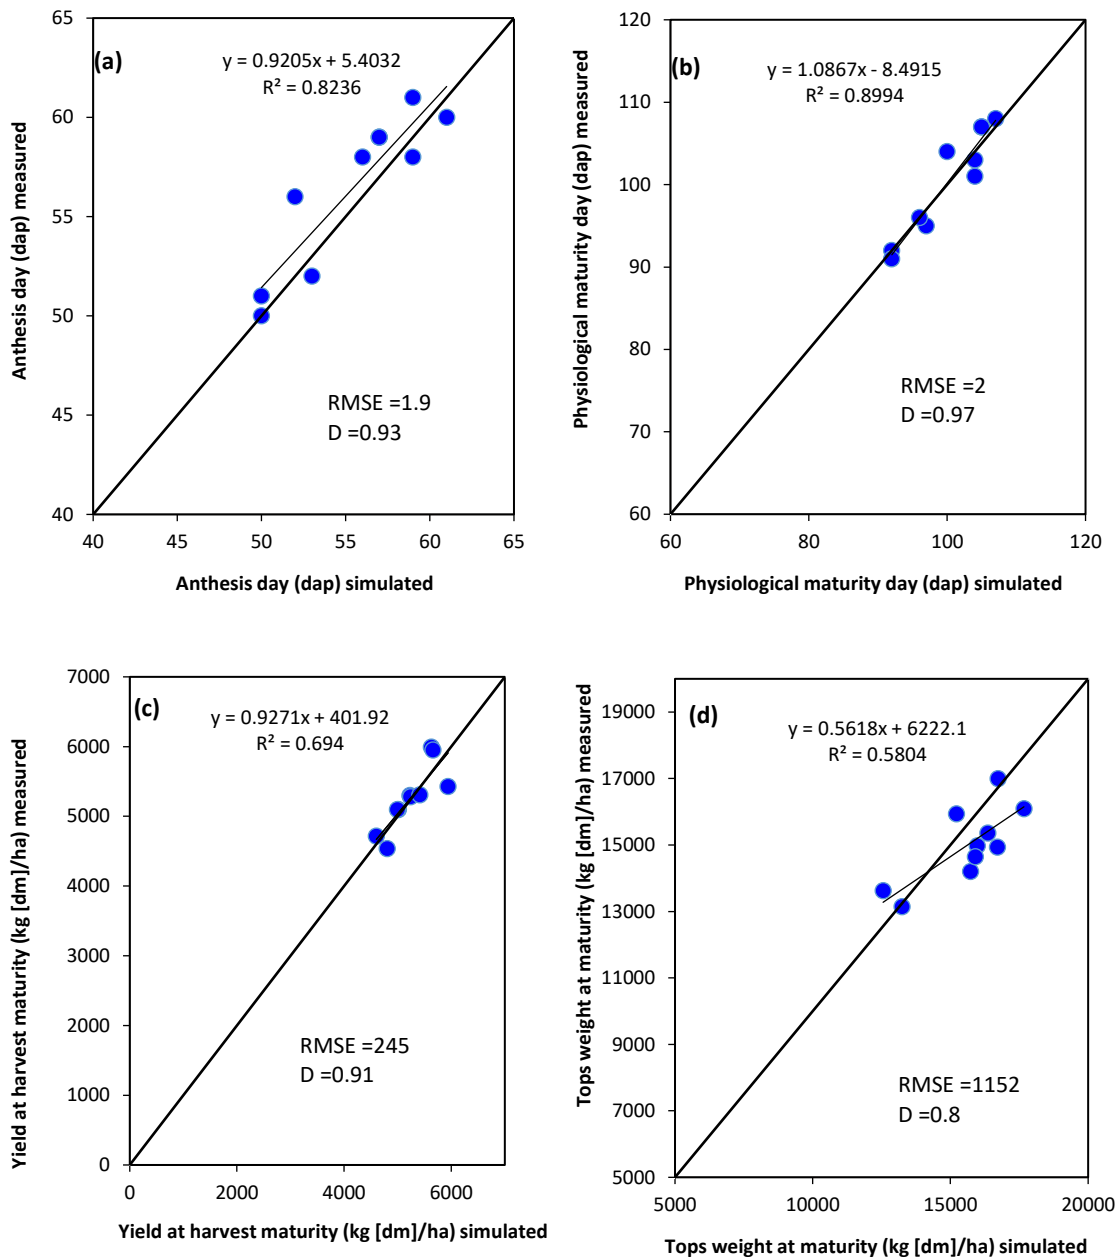 (a)
y = 0.9205x + 5.4032
R² = 0.8236
65
60
55
50
45
40
Anthesis day (dap) measured
RMSE =1.9
D =0.93
40 45 50 55 60 65
Anthesis day (dap) simulated
(b)
y = 1.0867x - 8.4915
R² = 0.8994
120
110
100
90
80
70
60
Physiological maturity day (dap) measured
RMSE =2
D =0.97
60 80 100 120
Physiological maturity day (dap) simulated
(c)
y = 0.9271x + 401.92
R² = 0.694
7000
6000
5000
4000
3000
2000
1000
0
Yield at harvest maturity (kg [dm]/ha) measured
RMSE =245
D =0.91
0 2000 4000 6000
Yield at harvest maturity (kg [dm]/ha) simulated
(d)
y = 0.5618x + 6222.1
R² = 0.5804
19000
17000
15000
13000
11000
9000
7000
5000
Tops weight at maturity (kg [dm]/ha) measured
RMSE =1152
D =0.8
5000 10000 15000 20000
Tops weight at maturity (kg [dm]/ha) simulated